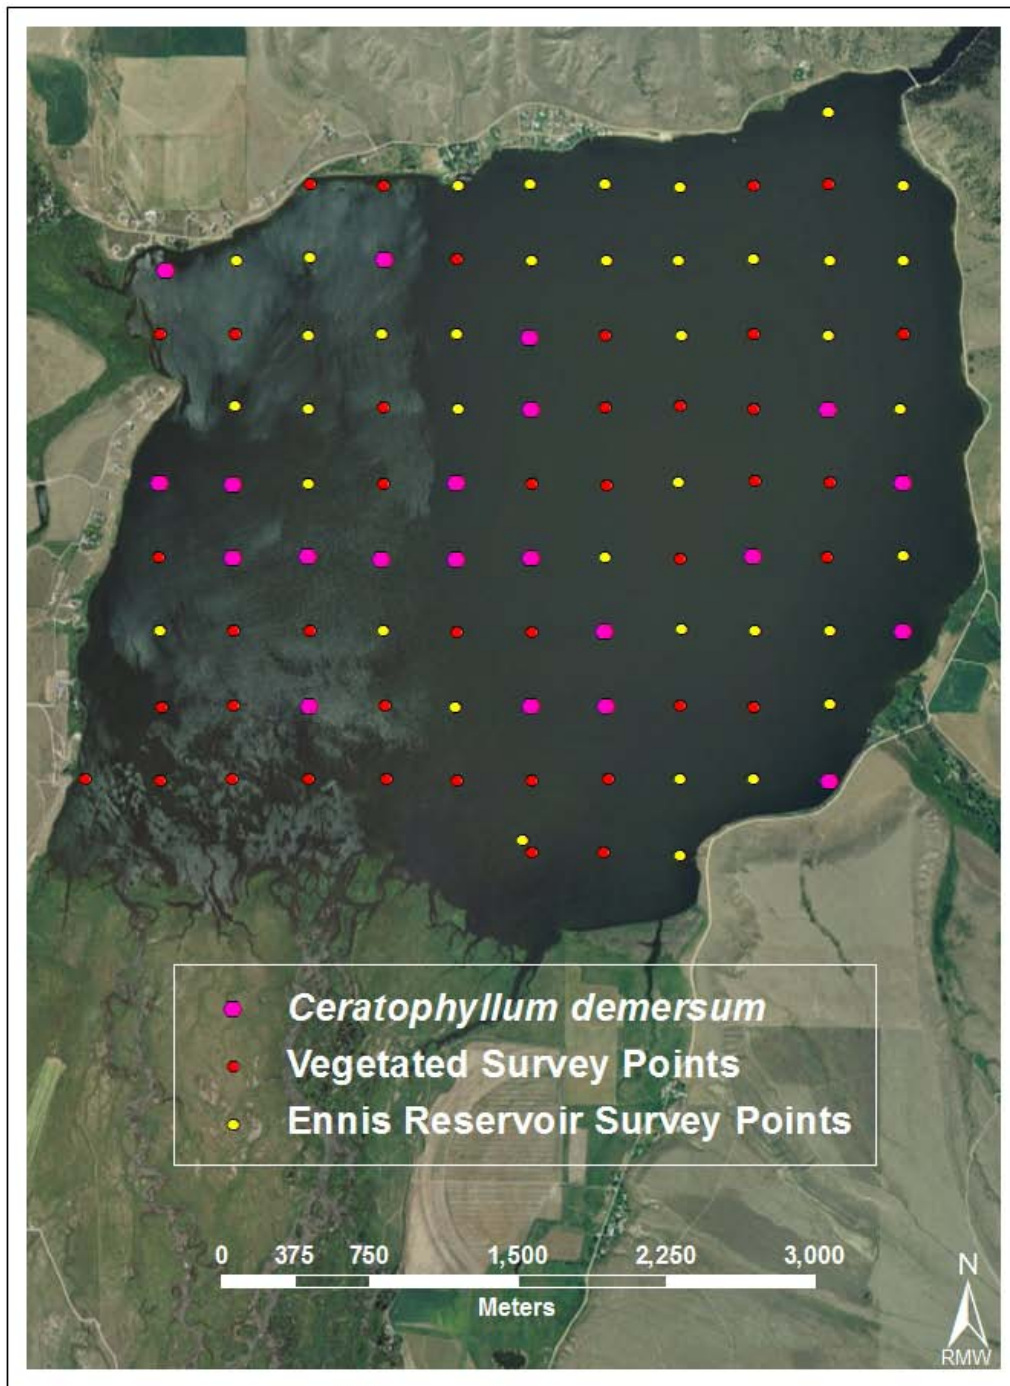 Ceratophyllum demersum
Vegetated Survey Points
Ennis Reservoir Survey Points
0 375 750 1,500 2,250 3,000
Meters
N
RMW